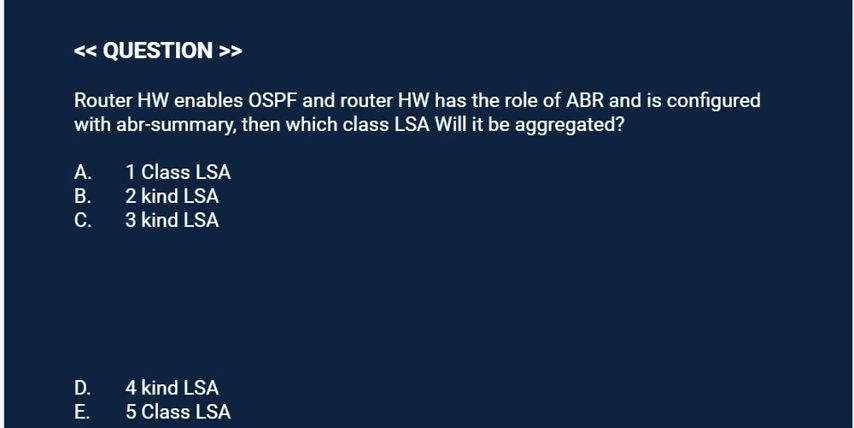 << QUESTION >>
Router HW enables OSPF and router HW has the role of ABR and is configured
with abr-summary, then which class LSA Will it be aggregated?
A. 1 Class LSA
B. 2 kind LSA
C. 3 kind LSA
D. 4 kind LSA
E. 5 Class LSA